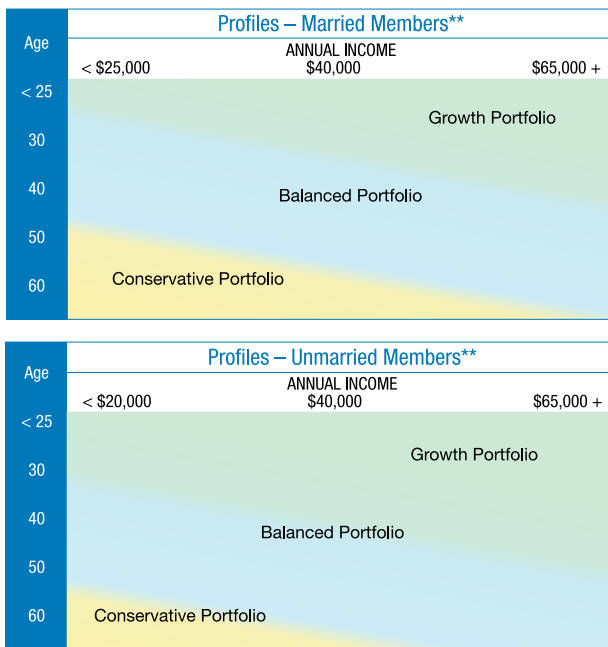 Profiles – Married Members**
Age
ANNUAL INCOME
< $25,000 $40,000 $65,000 +
< 25
Growth Portfolio
30
40
Balanced Portfolio
50
Conservative Portfolio
60
Profiles – Unmarried Members**
Age
ANNUAL INCOME
< $20,000 $40,000 $65,000 +
< 25
Growth Portfolio
30
40
Balanced Portfolio
50
60
Conservative Portfolio